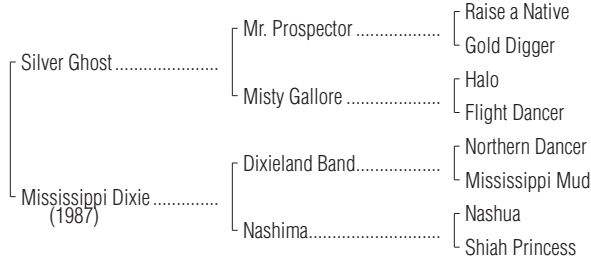 Raise a Native
Mr. Prospector ..................
Gold Digger
Silver Ghost ......................
Halo
Misty Gallore ....................
Flight Dancer
Northern Dancer
Dixieland Band..................
Mississippi Mud
Mississippi Dixie ..............
(1987)
Nashua
Nashima............................
Shiah Princess